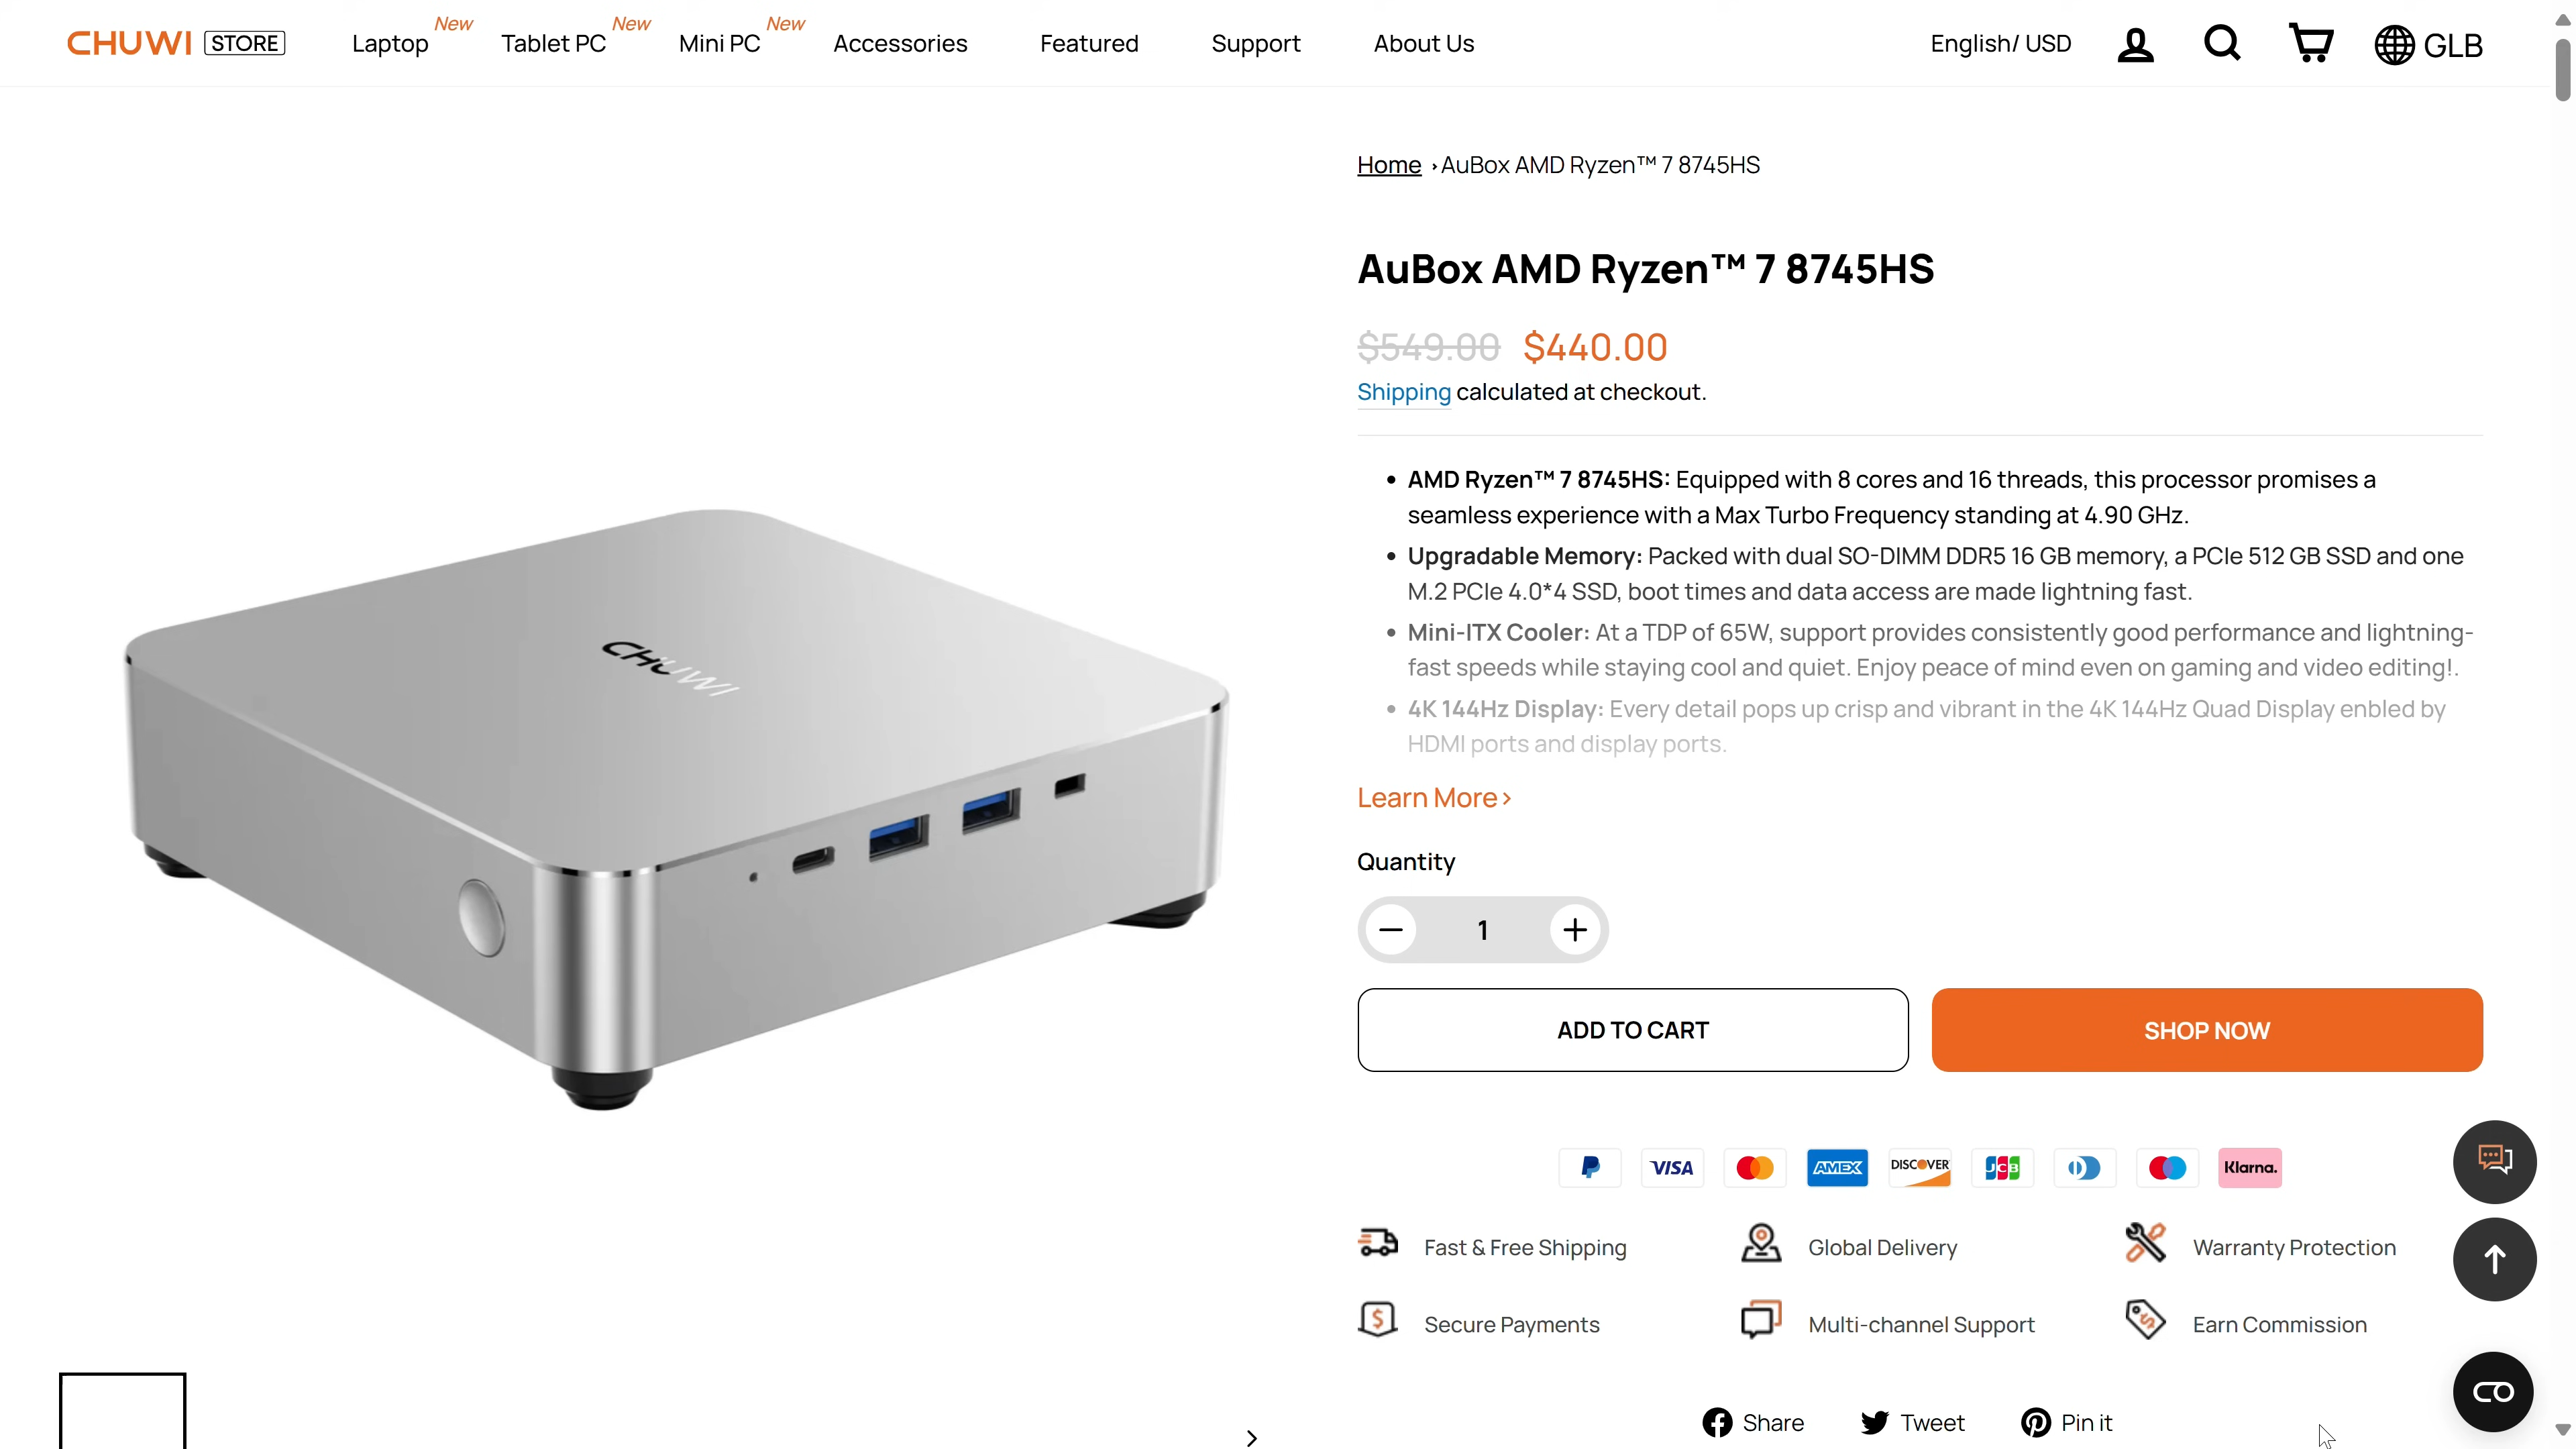 CHUWI STORE
Laptop New Tablet PC New Mini PC New Accessories Featured Support About Us English/ USD GLB
Home › AuBox AMD Ryzen™ 7 8745HS
AuBox AMD Ryzen™ 7 8745HS
$549.00 $440.00
Shipping calculated at checkout.
• AMD Ryzen™ 7 8745HS: Equipped with 8 cores and 16 threads, this processor promises a
seamless experience with a Max Turbo Frequency standing at 4.90 GHz.
• Upgradable Memory: Packed with dual SO-DIMM DDR5 16 GB memory, a PCIe 512 GB SSD and one
M.2 PCIe 4.0*4 SSD, boot times and data access are made lightning fast.
• Mini-ITX Cooler: At a TDP of 65W, support provides consistently good performance and lightning-
fast speeds while staying cool and quiet. Enjoy peace of mind even on gaming and video editing!.
• 4K 144Hz Display: Every detail pops up crisp and vibrant in the 4K 144Hz Quad Display enbled by
HDMI ports and display ports.
Learn More ›
Quantity
1
ADD TO CART
SHOP NOW
VISA AMEX DISCOVER JCB Klarna.
Fast & Free Shipping Global Delivery Warranty Protection
Secure Payments Multi-channel Support Earn Commission
Share Tweet Pin it
CHUWI